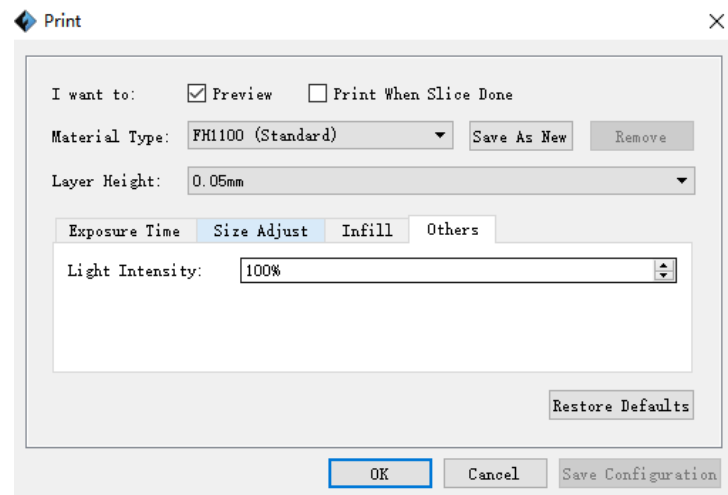 Print
I want to: Preview Print When Slice Done
Material Type: FH1100 (Standard) Save As New Remove
Layer Height: 0.05mm
Exposure Time Size Adjust Infill Others
Light Intensity: 100%
Restore Defaults
OK Cancel Save Configuration